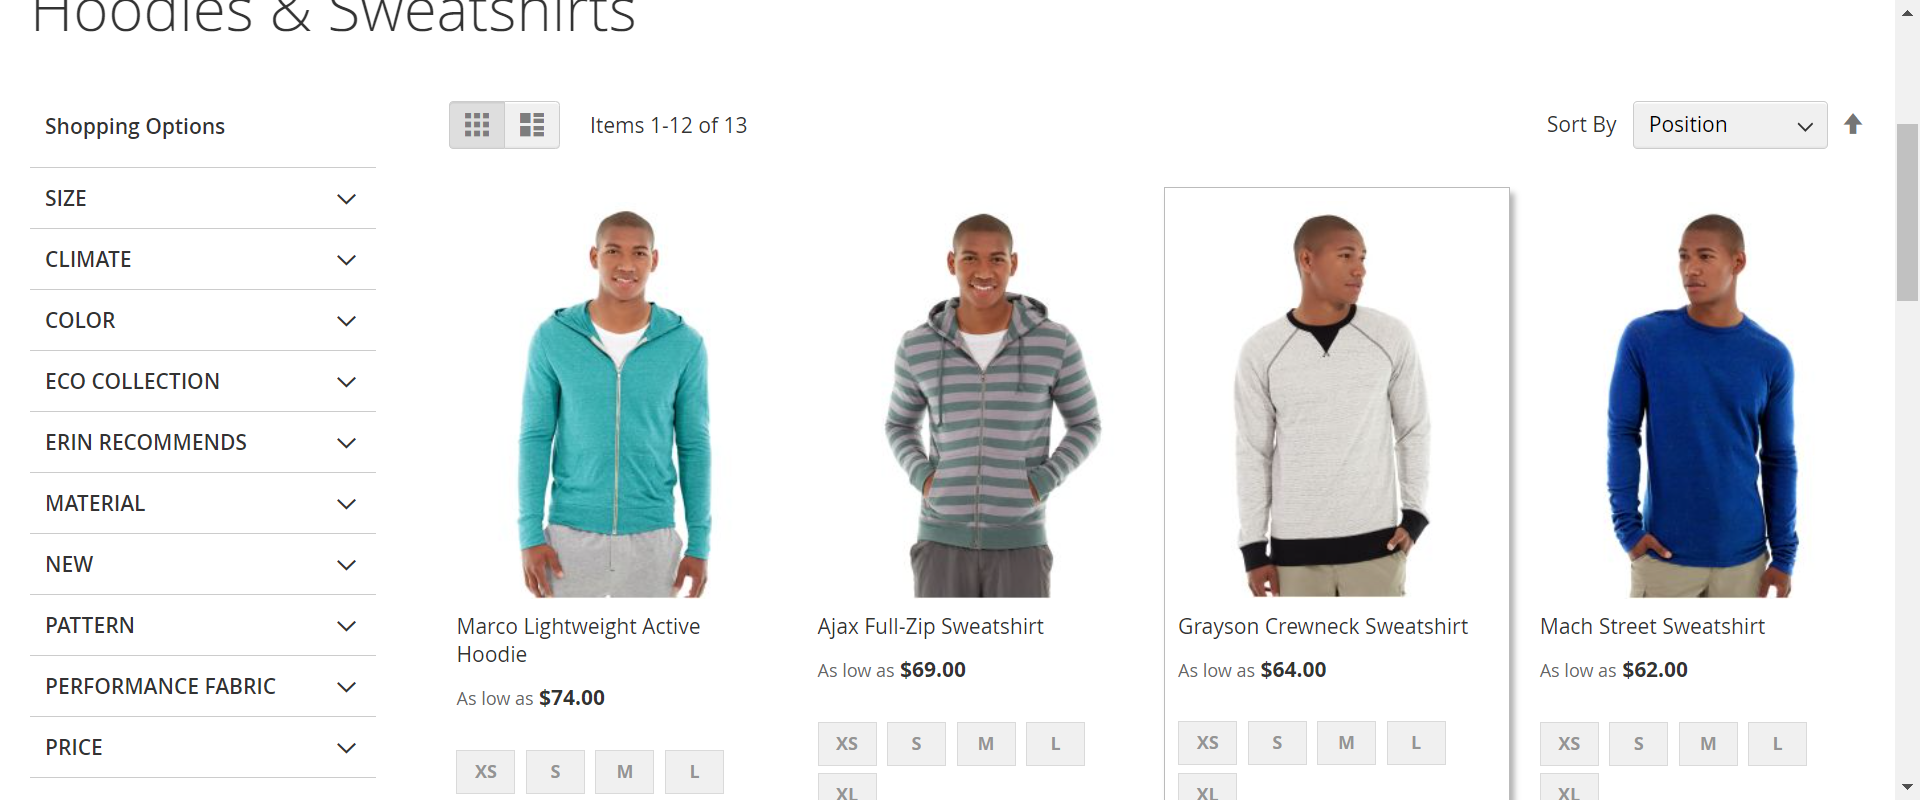 Hoodies & Sweatshirts
Shopping Options
Items 1-12 of 13
Sort By
Position
SIZE
CLIMATE
COLOR
ECO COLLECTION
ERIN RECOMMENDS
MATERIAL
NEW
PATTERN
PERFORMANCE FABRIC
PRICE
Marco Lightweight Active
Hoodie
As low as $74.00
XS S M L
Ajax Full-Zip Sweatshirt
As low as $69.00
XS S M L
XL
Grayson Crewneck Sweatshirt
As low as $64.00
XS S M L
XL
Mach Street Sweatshirt
As low as $62.00
XS S M L
XL